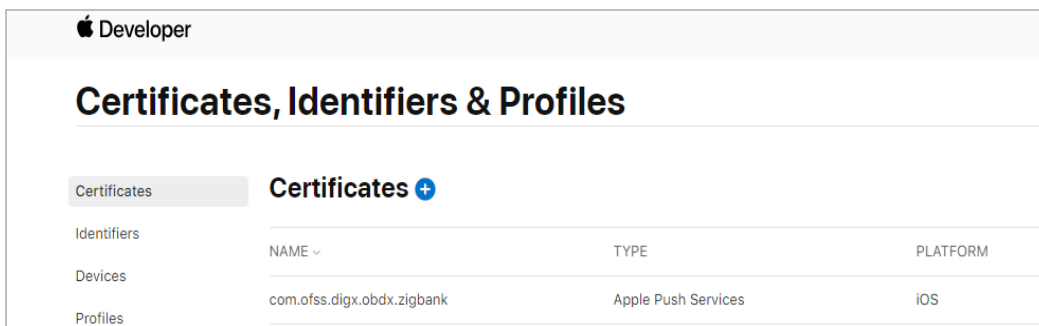 Developer
Certificates, Identifiers & Profiles
Certificates
Identifiers
Devices
Profiles
Certificates
NAME TYPE PLATFORM
com.ofss.digx.obdx.zigbank Apple Push Services iOS